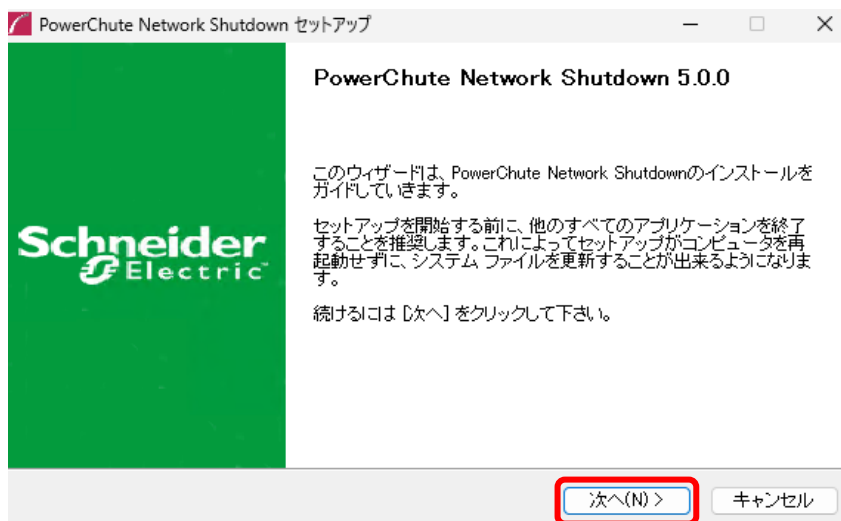 PowerChute Network Shutdown セットアップ
PowerChute Network Shutdown 5.0.0
このウィザードは、PowerChute Network Shutdownのインストールを
ガイドしていきます。
セットアップを開始する前に、他のすべてのアプリケーションを終了
することを推奨します。これによってセットアップがコンピュータを再
起動せずに、システム ファイルを更新することが出来るようになりま
す。
続けるには [次へ] をクリックして下さい。
Schneider
Electric
次へ(N) >
キャンセル